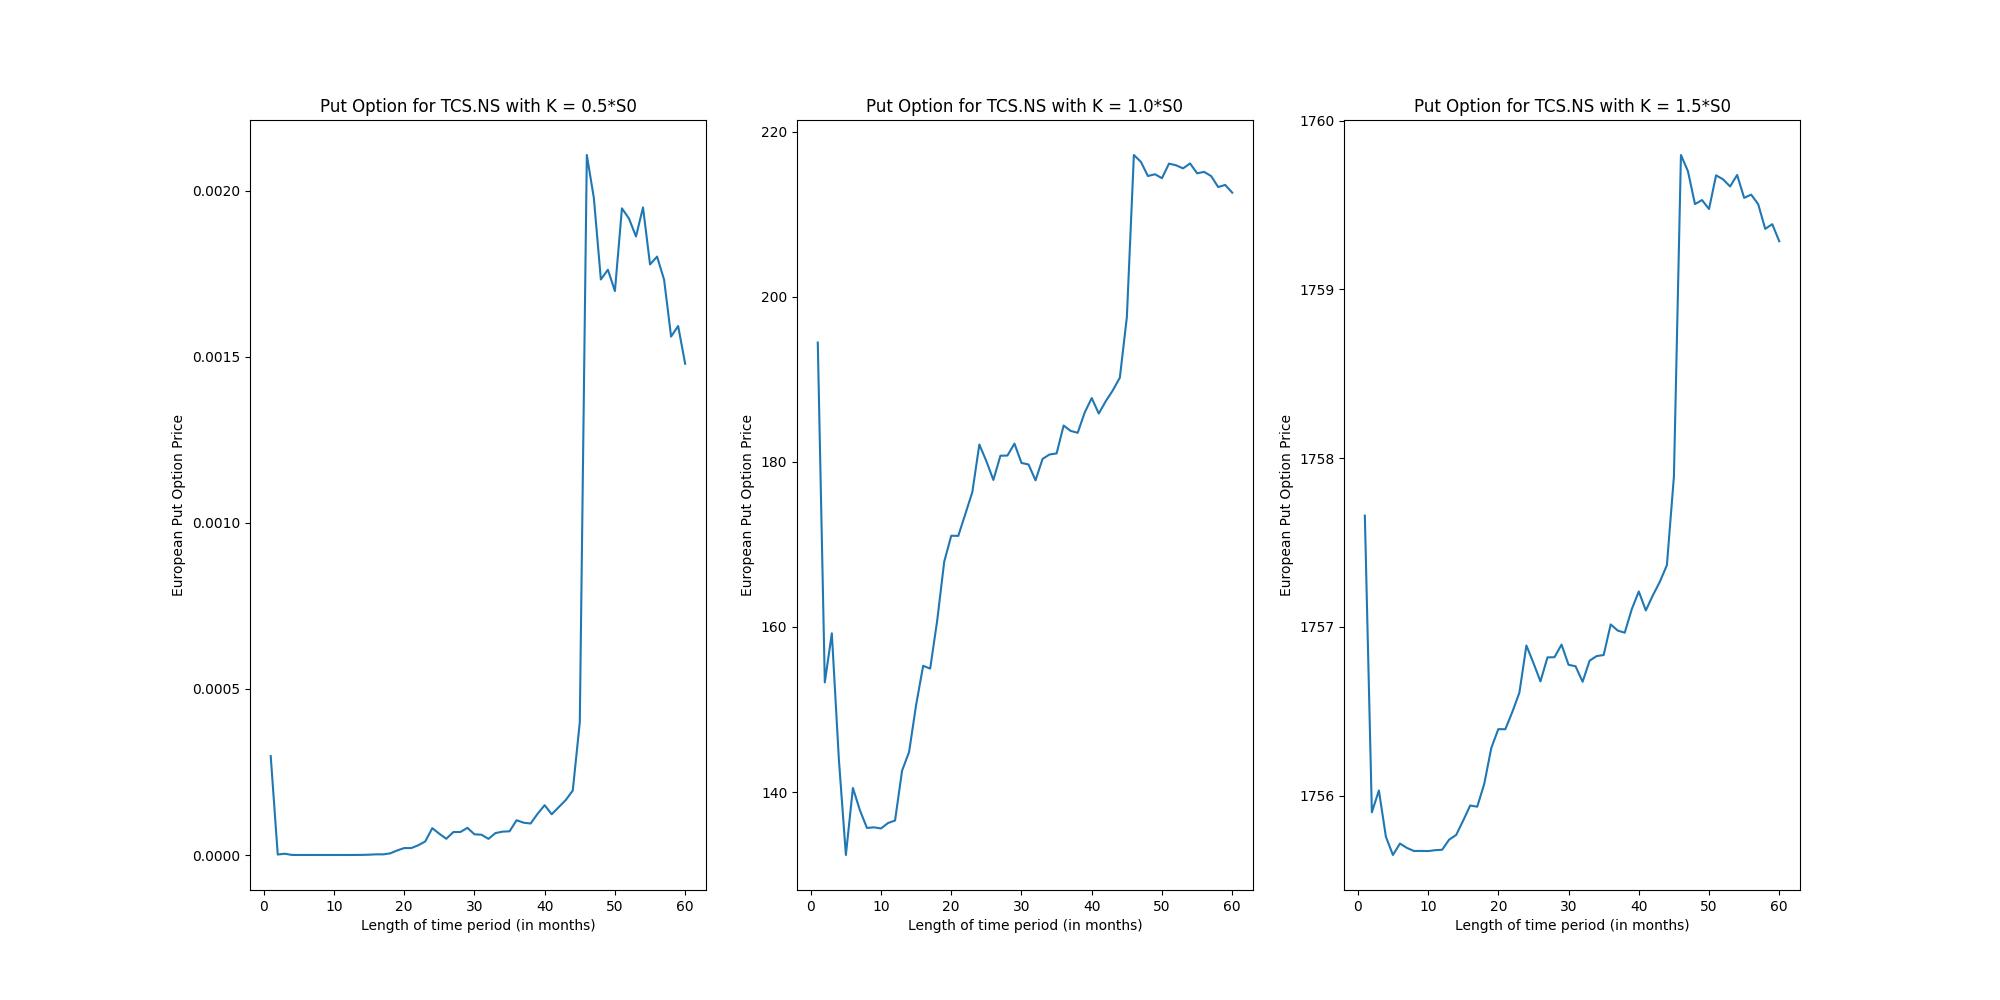 Put Option for TCS.NS with K = 0.5*S0
0.0020
0.0015
0.0010
0.0005
0.0000
European Put Option Price
0 10 20 30 40 50 60
Length of time period (in months)
Put Option for TCS.NS with K = 1.0*S0
220
200
180
160
140
European Put Option Price
0 10 20 30 40 50 60
Length of time period (in months)
Put Option for TCS.NS with K = 1.5*S0
1760
1759
1758
1757
1756
European Put Option Price
0 10 20 30 40 50 60
Length of time period (in months)